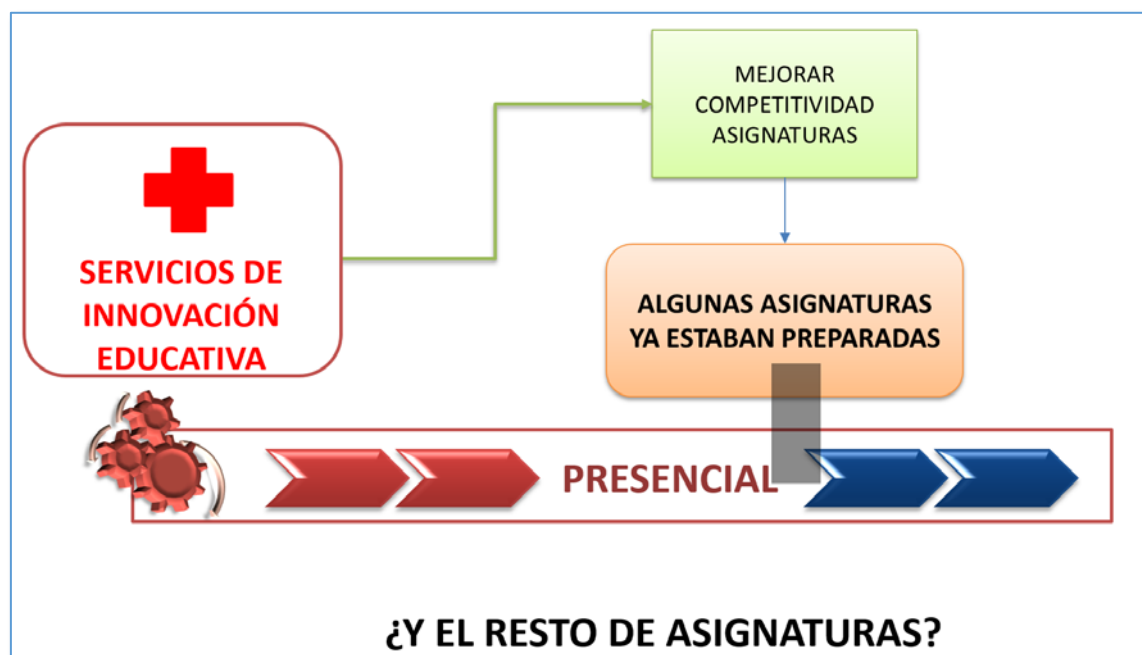 MEJORAR
COMPETITIVIDAD
ASIGNATURAS
SERVICIOS DE
INNOVACIÓN
EDUCATIVA
ALGUNAS ASIGNATURAS
YA ESTABAN PREPARADAS
PRESENCIAL
¿Y EL RESTO DE ASIGNATURAS?